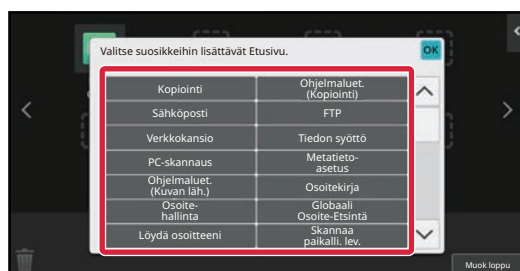 Valitse suosikkeihin lisättävät Etusivu.
OK
Kopiointi
Ohjelmaluet.
(Kopiointi)
Sähköposti
FTP
Verkkokansio
Tiedon syöttö
PC-skannaus
Metatieto-
asetus
Ohjelmaluet.
(Kuvan läh.)
Osoitekirja
Osoite-
hallinta
Globaali
Osoite-Etsintä
Löydä osoitteeni
Skannaa
paikalli. lev.
Muok loppu